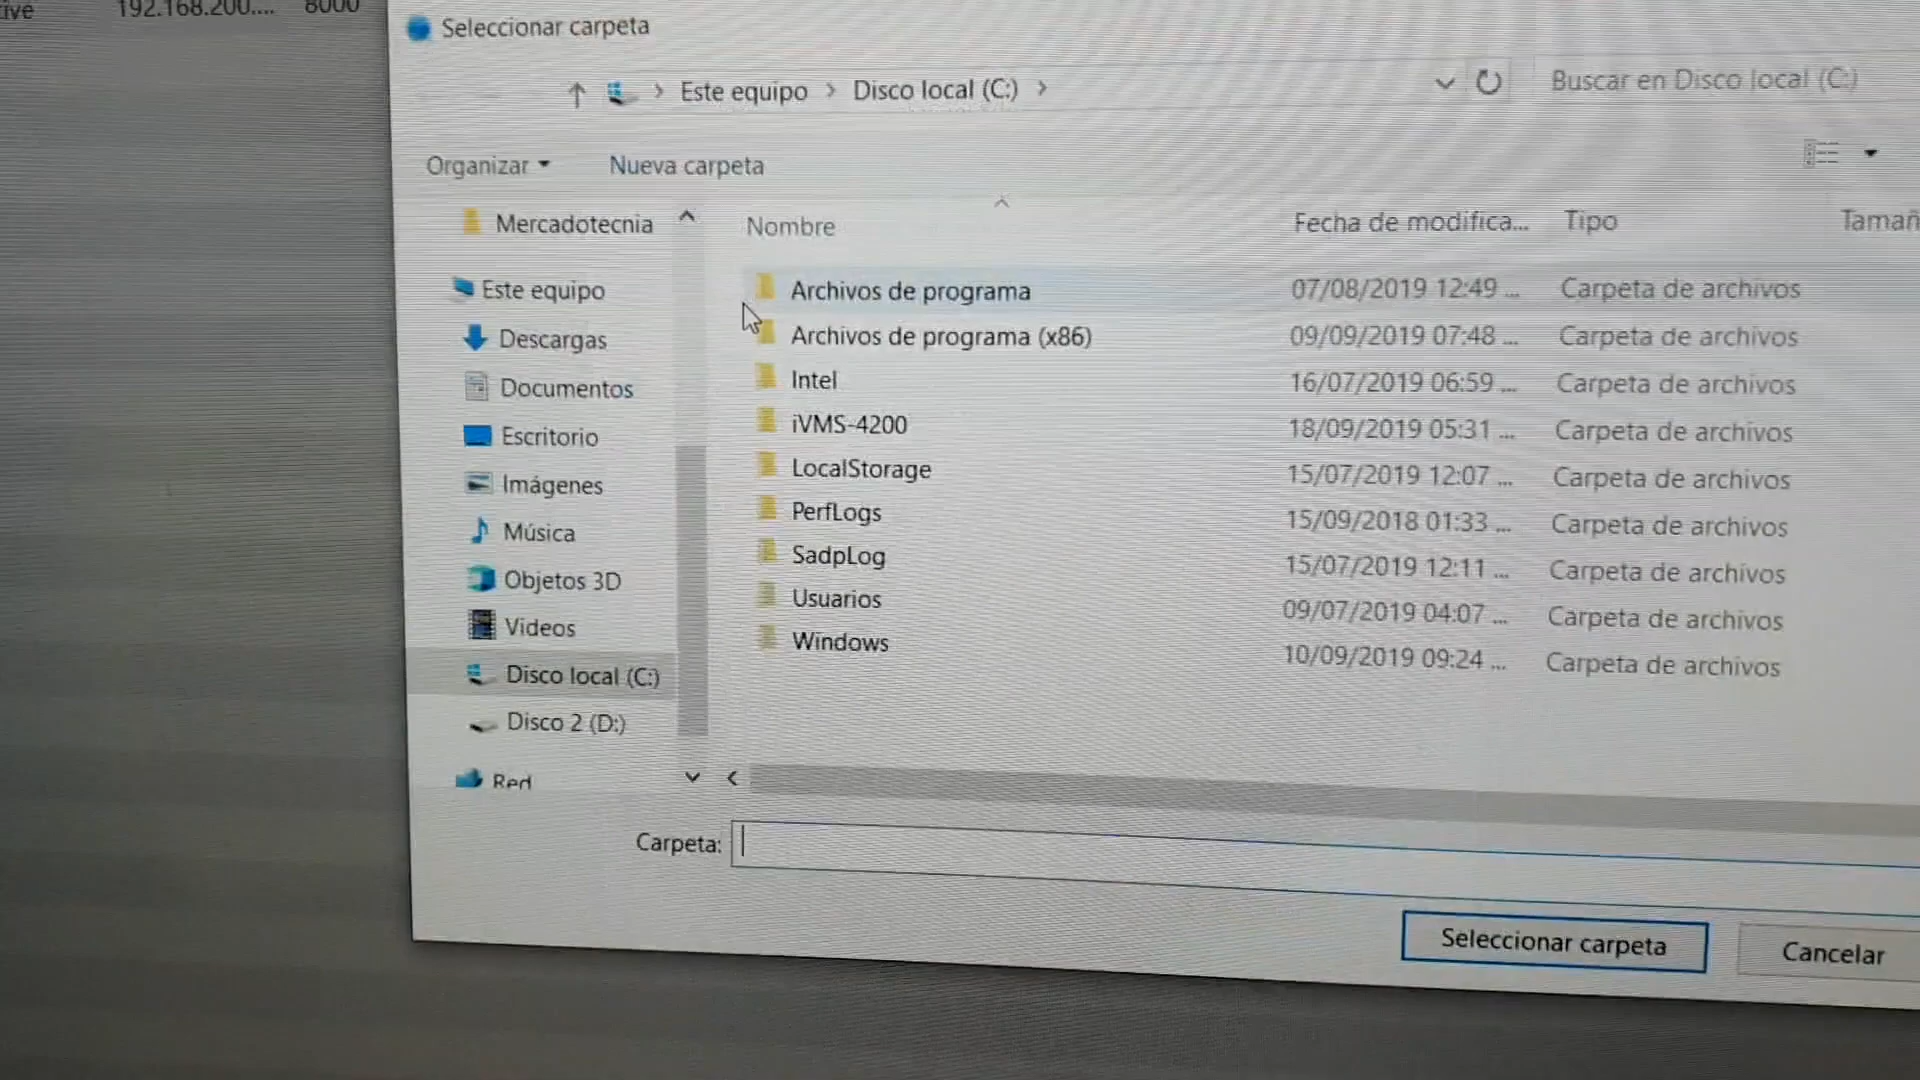 ive 192.168.200.... 8000
Seleccionar carpeta
Este equipo > Disco local (C:) >
Buscar en Disco local (C:)
Organizar
Nueva carpeta
Nombre Fecha de modifica... Tipo Tamañ
Mercadotecnia
Este equipo
Descargas
Documentos
Escritorio
Imágenes
Música
Objetos 3D
Videos
Disco local (C:)
Disco 2 (D:)
Red
Archivos de programa 07/08/2019 12:49 ... Carpeta de archivos
Archivos de programa (x86) 09/09/2019 07:48 ... Carpeta de archivos
Intel 16/07/2019 06:59 ... Carpeta de archivos
iVMS-4200 18/09/2019 05:31 ... Carpeta de archivos
LocalStorage 15/07/2019 12:07 ... Carpeta de archivos
PerfLogs 15/09/2018 01:33 ... Carpeta de archivos
SadpLog 15/07/2019 12:11 ... Carpeta de archivos
Usuarios 09/07/2019 04:07 ... Carpeta de archivos
Windows 10/09/2019 09:24 ... Carpeta de archivos
Carpeta:
Seleccionar carpeta
Cancelar